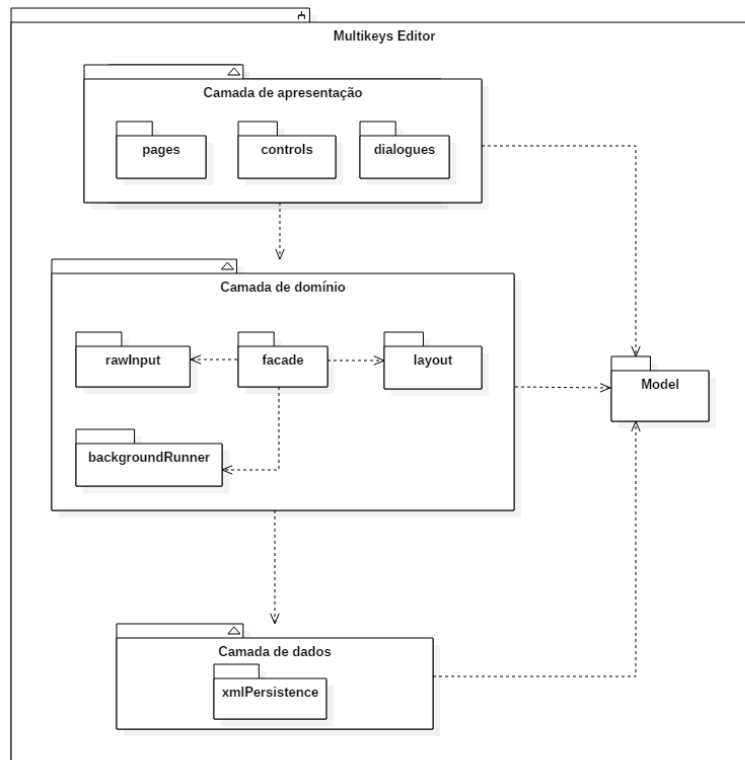 Multikeys Editor
Camada de apresentação
pages
controls
dialogues
Camada de domínio
rawInput
facade
layout
Model
backgroundRunner
Camada de dados
xmlPersistence